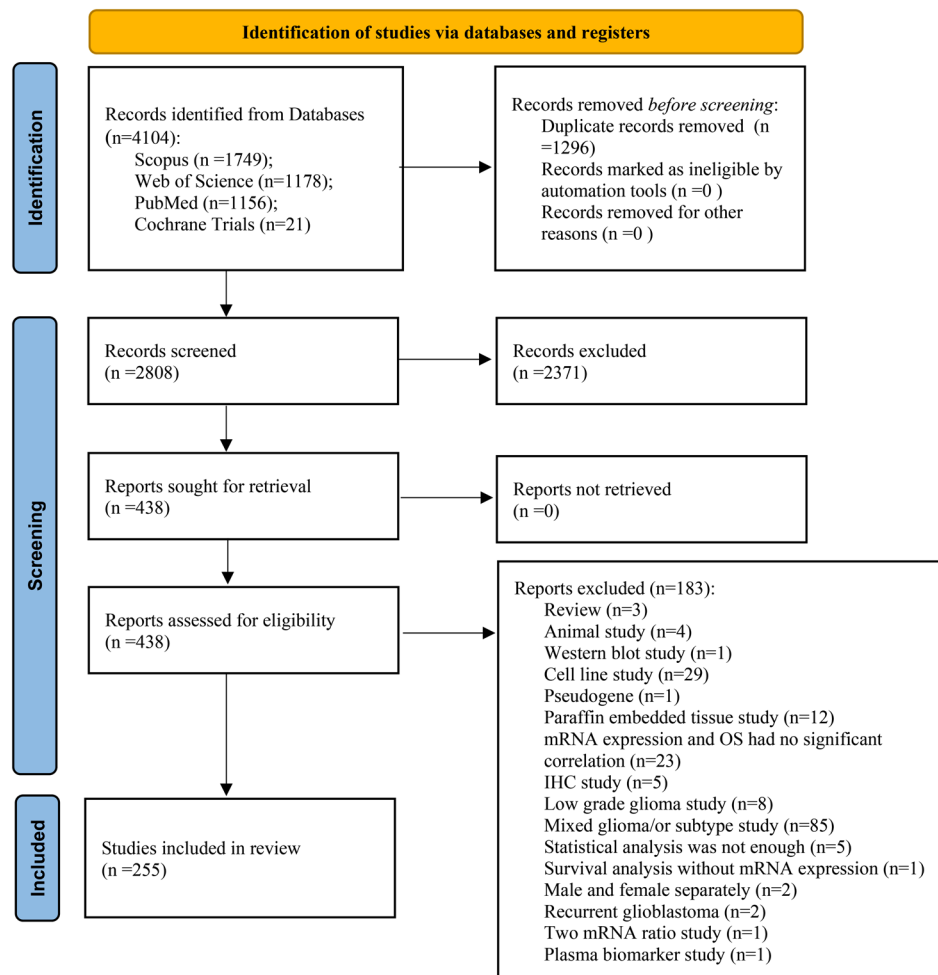 Identification of studies via databases and registers
Identification
Records identified from Databases
(n=4104):
Scopus (n =1749);
Web of Science (n=1178);
PubMed (n=1156);
Cochrane Trials (n=21)
Records removed before screening:
Duplicate records removed (n
=1296)
Records marked as ineligible by
automation tools (n =0 )
Records removed for other
reasons (n =0 )
Screening
Records screened
(n =2808)
Records excluded
(n =2371)
Reports sought for retrieval
(n =438)
Reports not retrieved
(n =0)
Reports assessed for eligibility
(n =438)
Reports excluded (n=183):
Review (n=3)
Animal study (n=4)
Western blot study (n=1)
Cell line study (n=29)
Pseudogene (n=1)
Paraffin embedded tissue study (n=12)
mRNA expression and OS had no significant
correlation (n=23)
IHC study (n=5)
Low grade glioma study (n=8)
Mixed glioma/or subtype study (n=85)
Statistical analysis was not enough (n=5)
Survival analysis without mRNA expression (n=1)
Male and female separately (n=2)
Recurrent glioblastoma (n=2)
Two mRNA ratio study (n=1)
Plasma biomarker study (n=1)
Included
Studies included in review
(n =255)